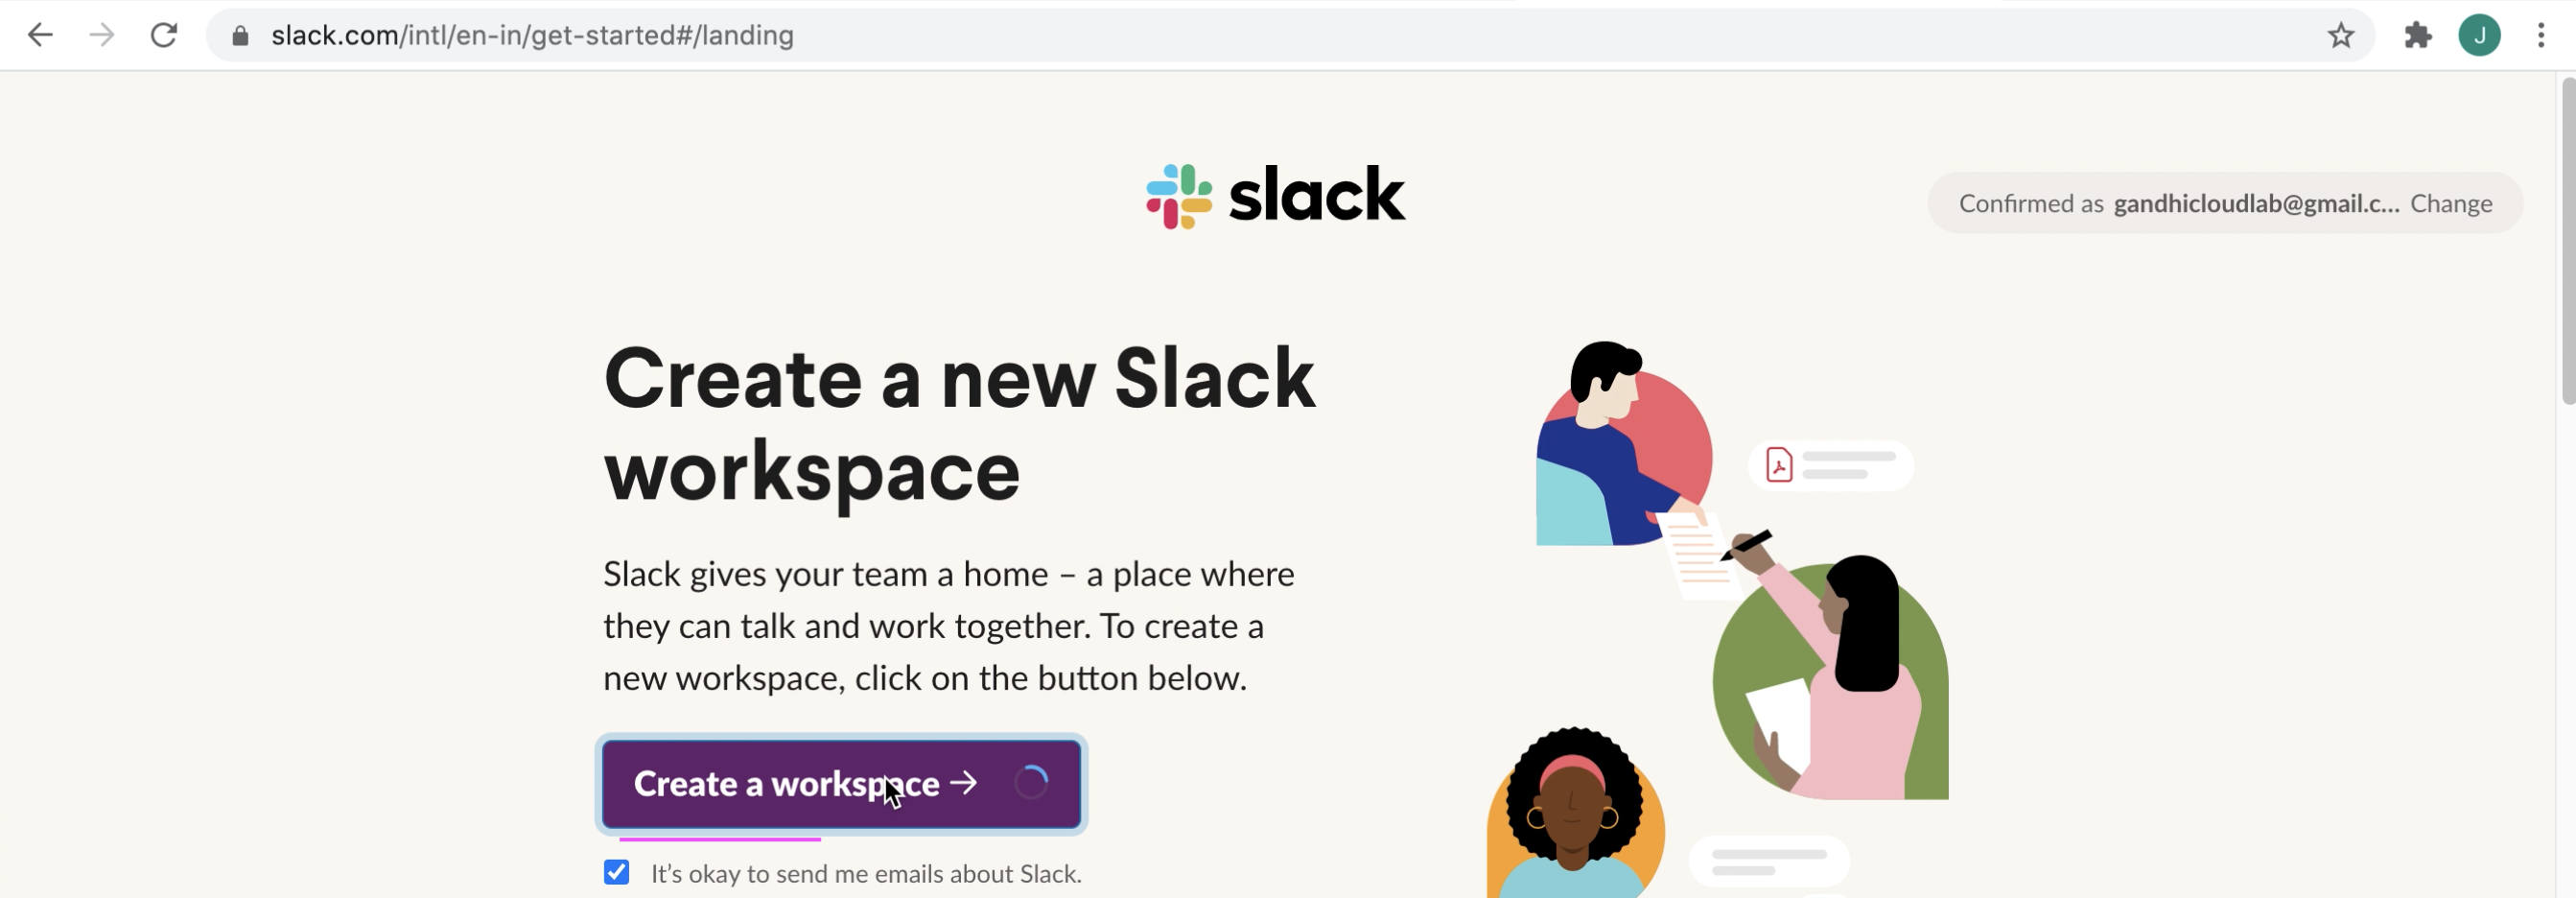 slack.com/intl/en-in/get-started#/landing
J
slack
Confirmed as gandhicloudlab@gmail.c... Change
Create a new Slack
workspace
Slack gives your team a home – a place where
they can talk and work together. To create a
new workspace, click on the button below.
Create a workspace →
It’s okay to send me emails about Slack.